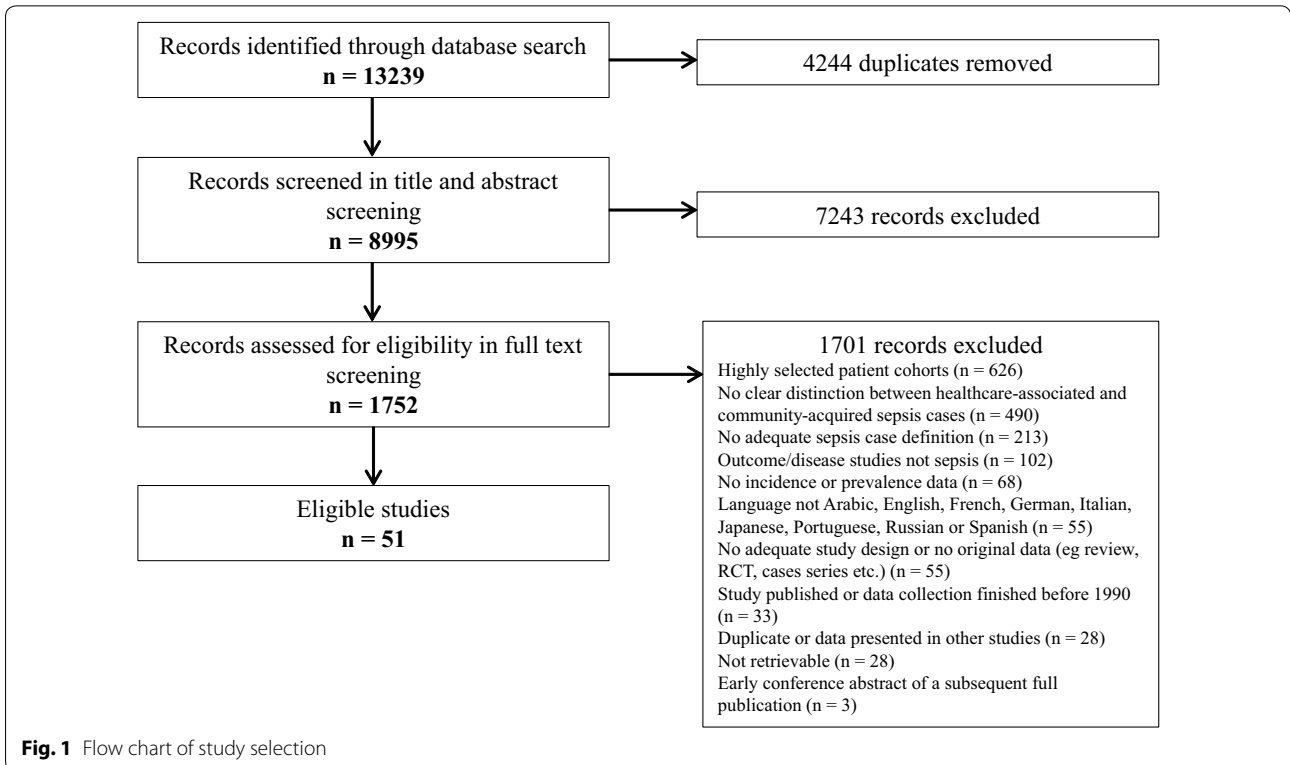 Records identified through database search
n = 13239
4244 duplicates removed
Records screened in title and abstract
screening
n = 8995
7243 records excluded
Records assessed for eligibility in full text
screening
n = 1752
1701 records excluded
Highly selected patient cohorts (n = 626)
No clear distinction between healthcare-associated and
community-acquired sepsis cases (n = 490)
No adequate sepsis case definition (n = 213)
Outcome/disease studies not sepsis (n = 102)
No incidence or prevalence data (n = 68)
Language not Arabic, English, French, German, Italian,
Japanese, Portuguese, Russian or Spanish (n = 55)
No adequate study design or no original data (eg review,
RCT, cases series etc.) (n = 55)
Study published or data collection finished before 1990
(n = 33)
Duplicate or data presented in other studies (n = 28)
Not retrievable (n = 28)
Early conference abstract of a subsequent full
publication (n = 3)
Eligible studies
n = 51
Fig. 1 Flow chart of study selection